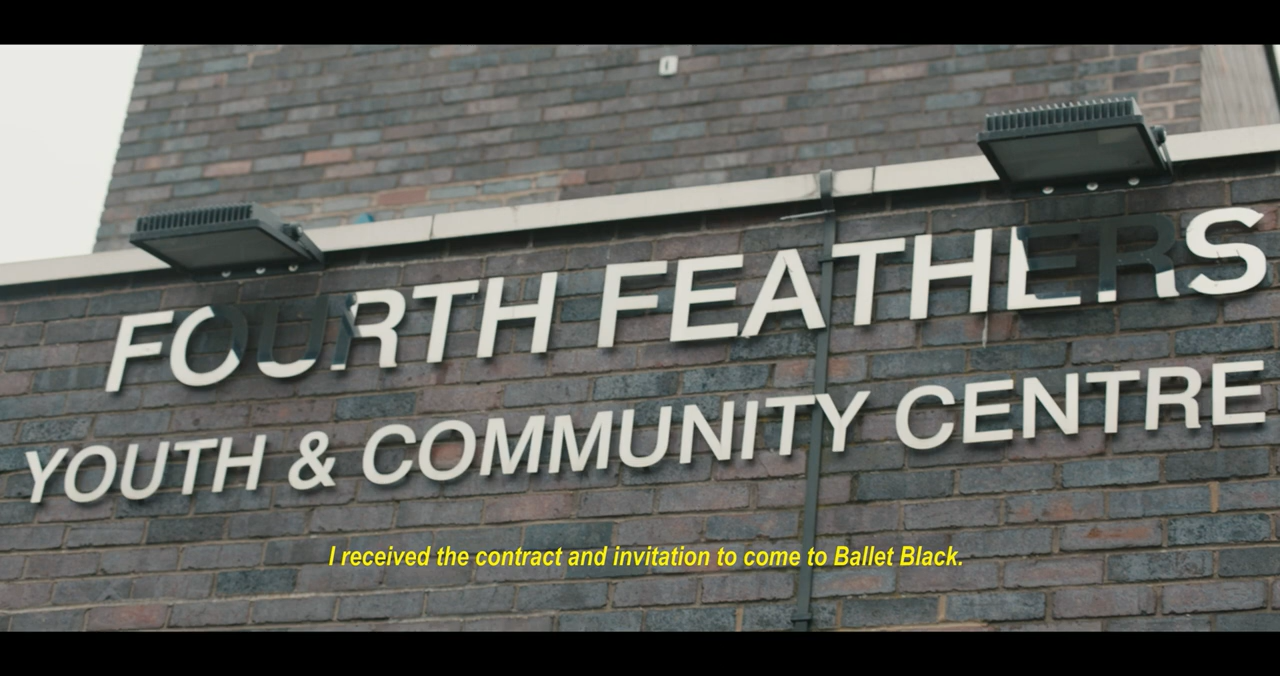 FOURTH FEATHERS
YOUTH & COMMUNITY CENTRE
I received the contract and invitation to come to Ballet Black.